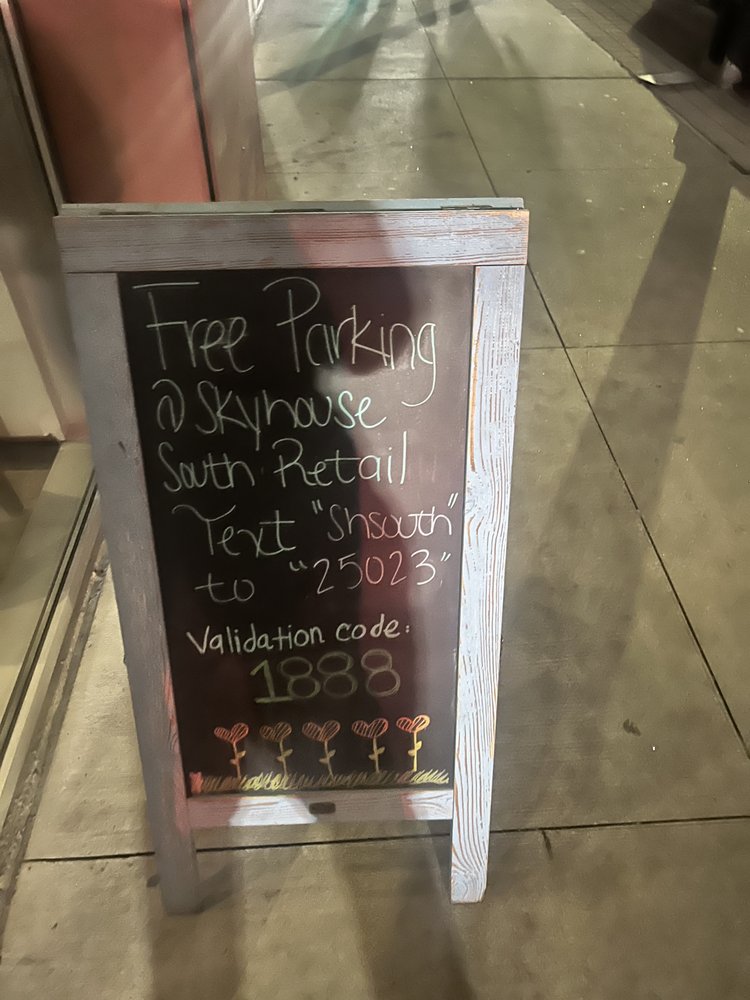 Free Parking
@ Skyhouse
South Retail
Text "Shsouth"
to "25023"
Validation code:
1888